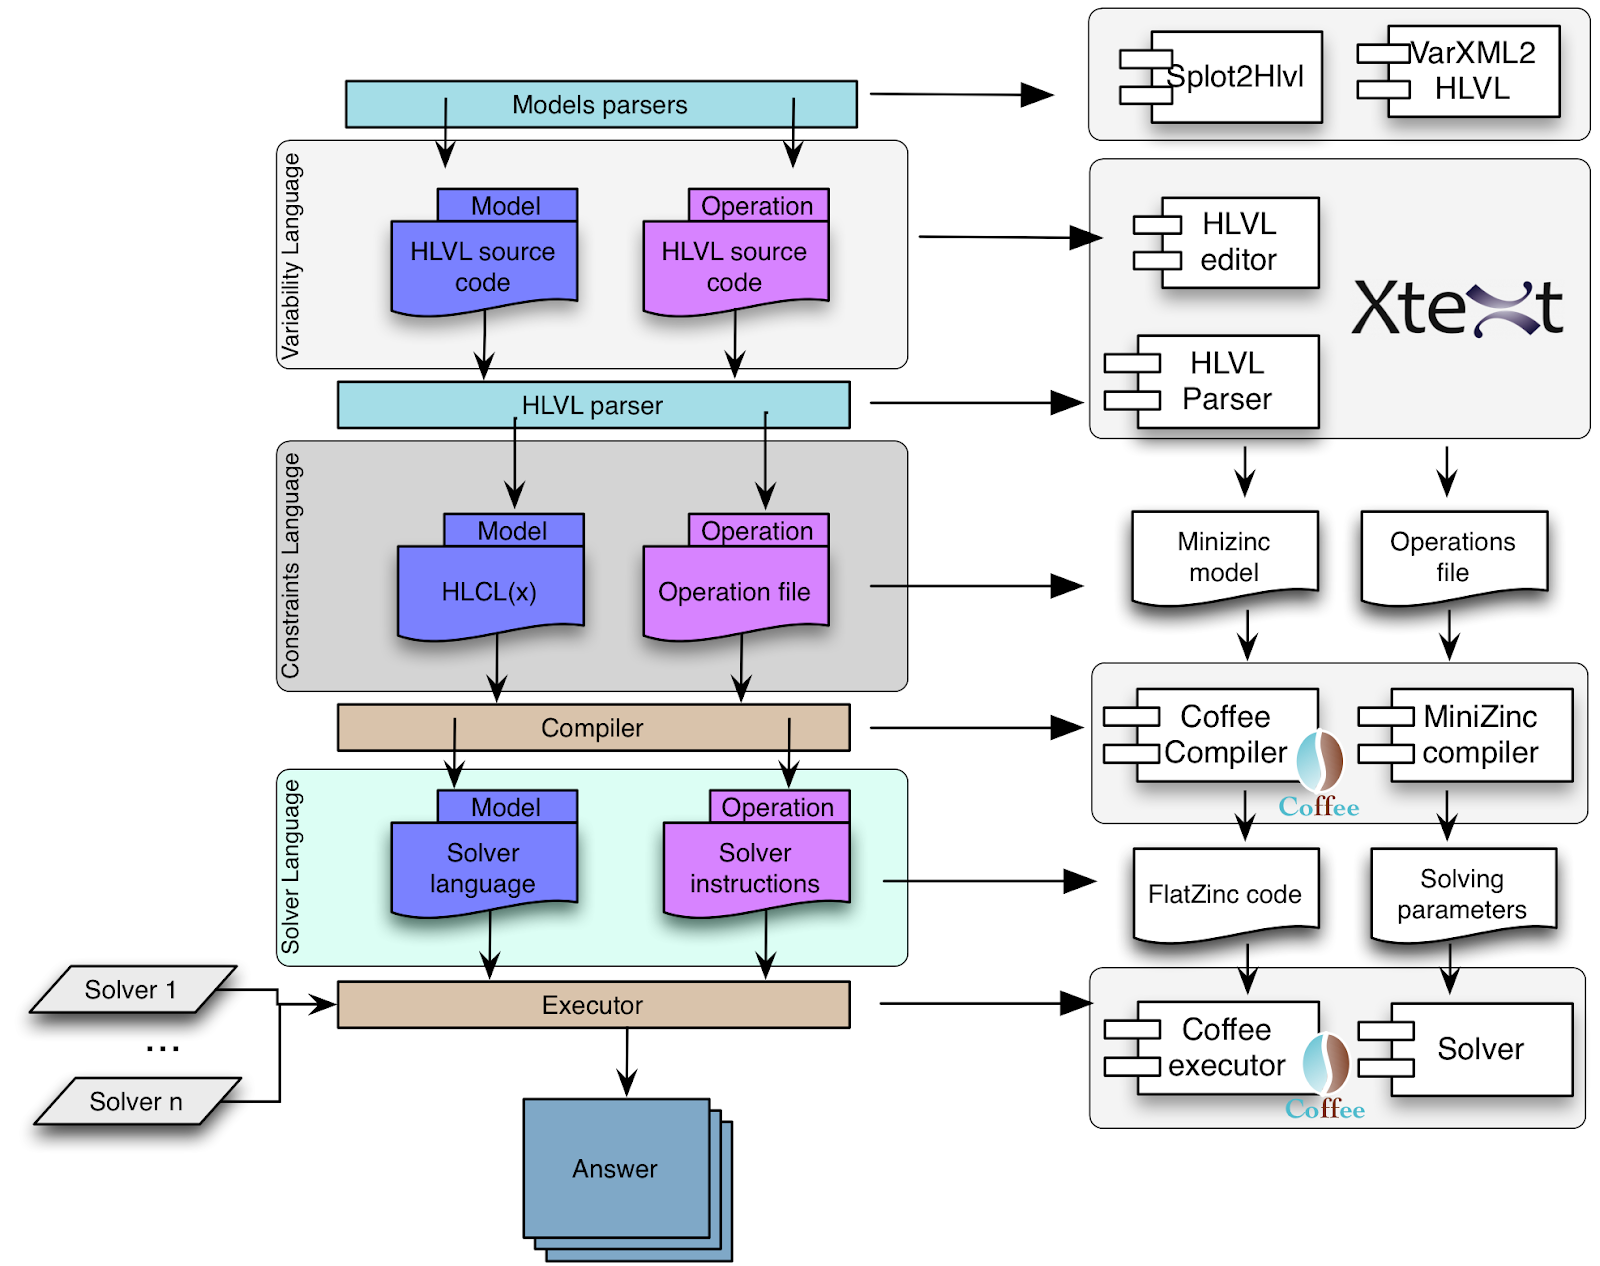 Models parsers
Splot2Hlvl
VarXML2
HLVL
Variability Language
Model
HLVL source
code
Operation
HLVL source
code
HLVL
editor
Xtext
HLVL
Parser
HLVL parser
Constraints Language
Model
HLCL(x)
Operation
Operation file
Minizinc
model
Operations
file
Compiler
Coffee
Compiler
Coffee
MiniZinc
compiler
Solver Language
Model
Solver
language
Operation
Solver
instructions
FlatZinc code
Solving
parameters
Solver 1
...
Solver n
Executor
Coffee
executor
Coffee
Solver
Answer